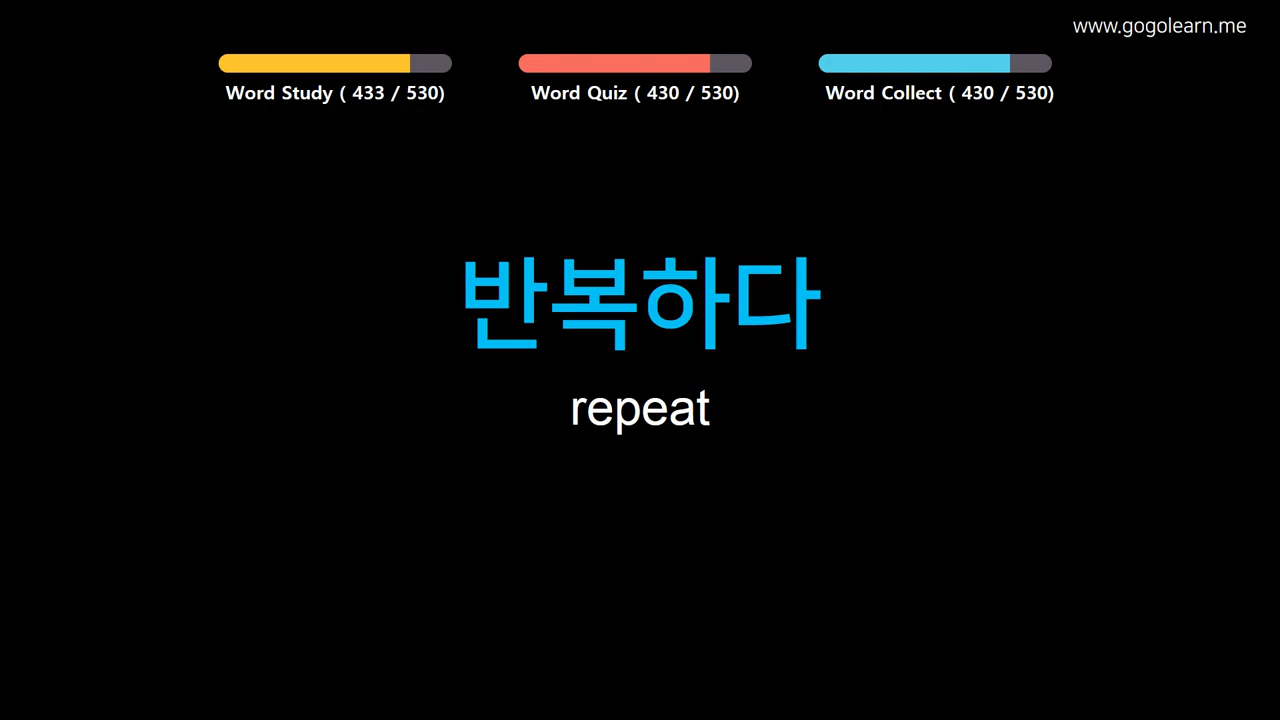 www.gogolearn.me
Word Study ( 433 / 530)
Word Quiz ( 430 / 530)
Word Collect ( 430 / 530)
반복하다
repeat